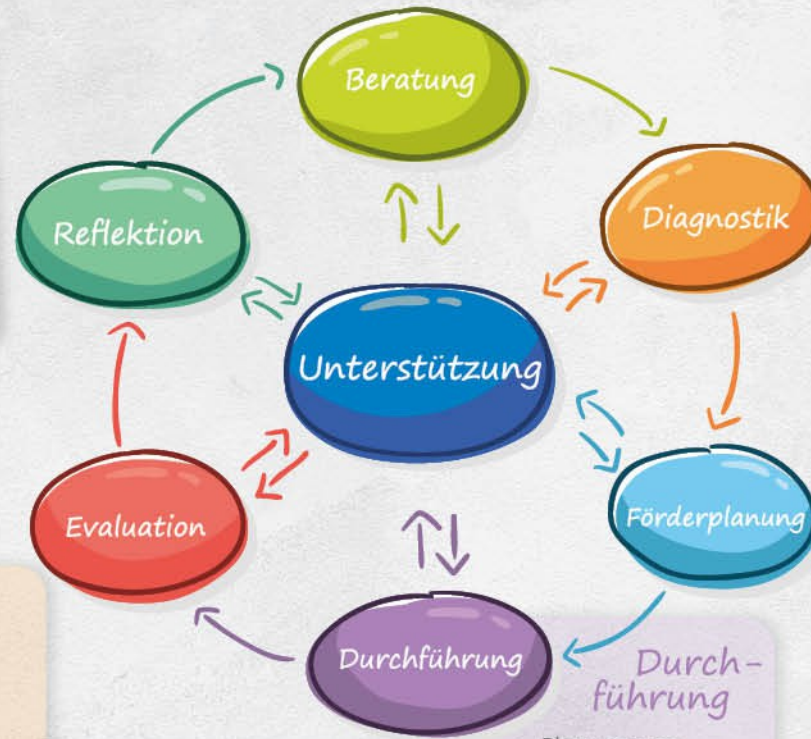 Beratung
Reflektion
Diagnostik
Unterstützung
Evaluation
Förderplanung
Durchführung
Durch-
führung